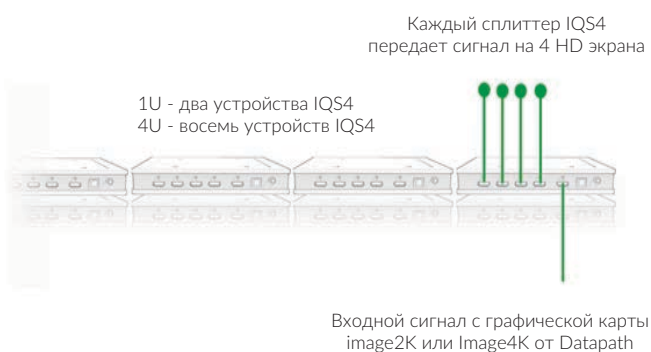 Каждый сплиттер IQS4
передает сигнал на 4 HD экрана
1U - два устройства IQS4
4U - восемь устройств IQS4
Входной сигнал с графической карты
image2K или Image4K от Datapath